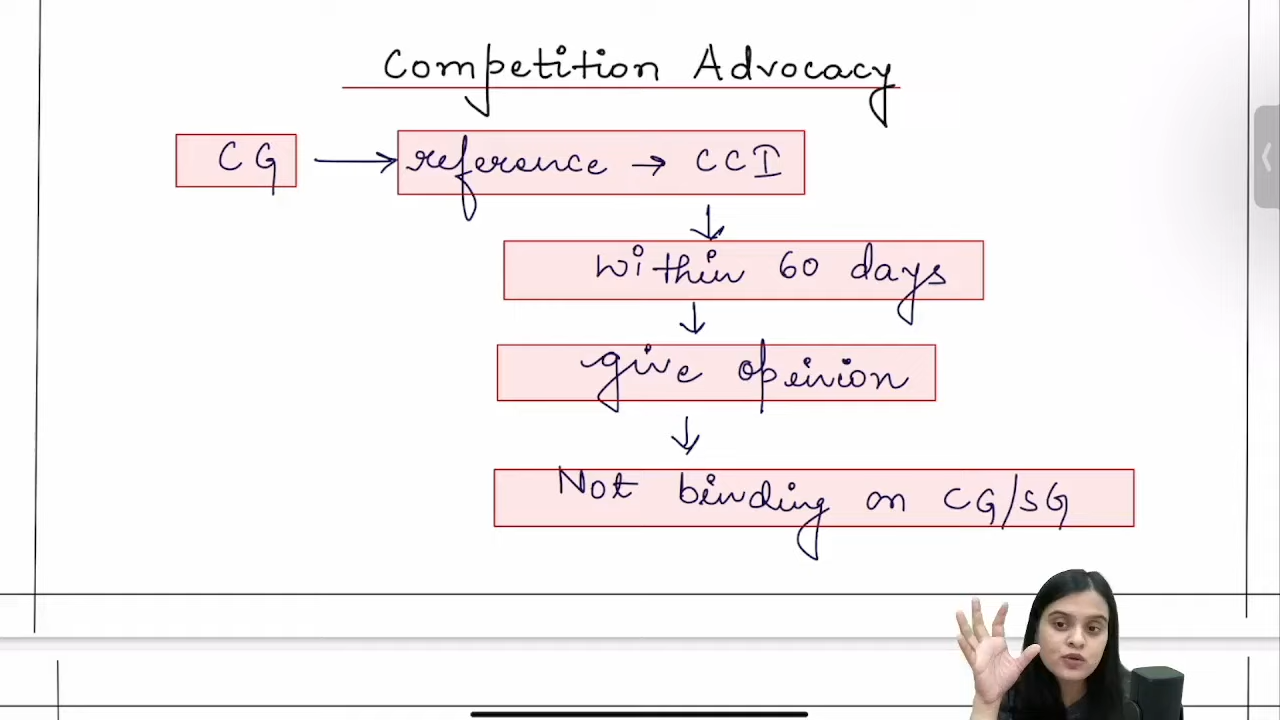 Competition Advocacy
CG → reference → CCI
↓
within 60 days
↓
give opinion
↓
Not binding on CG/SG